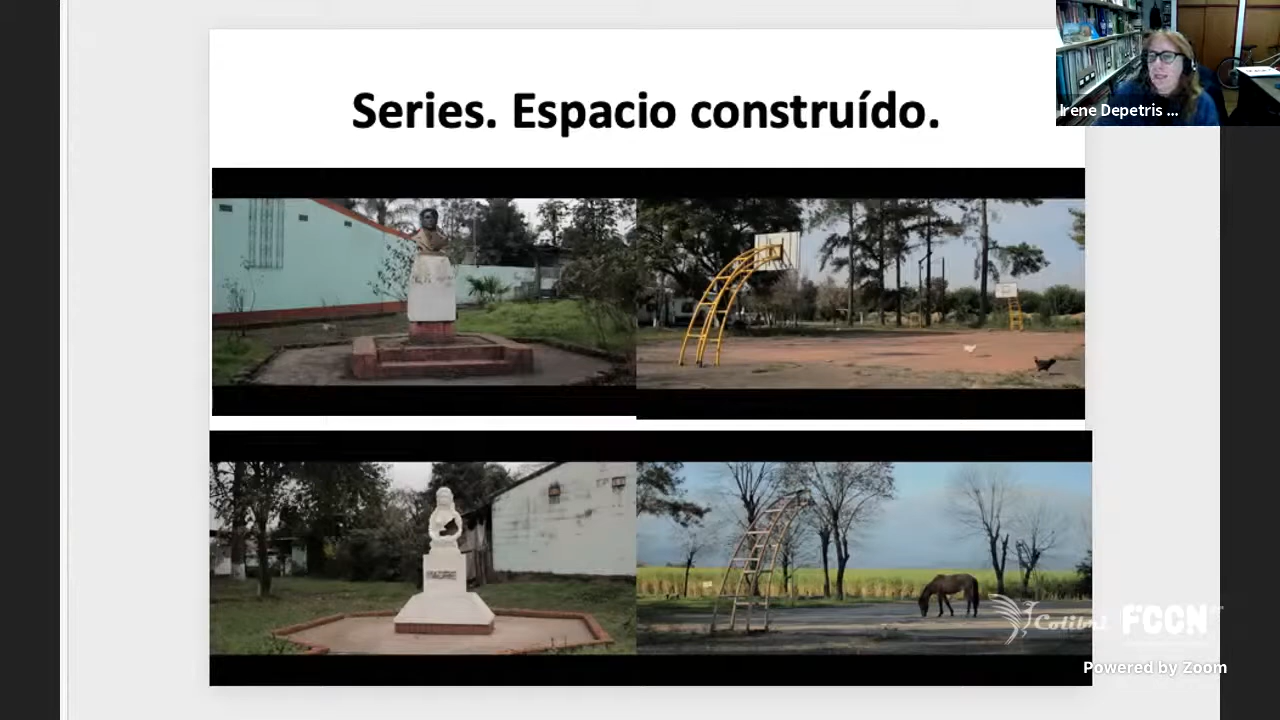 Series. Espacio construído.
Irene Depetris ...
Colibri
FCCN
Powered by Zoom